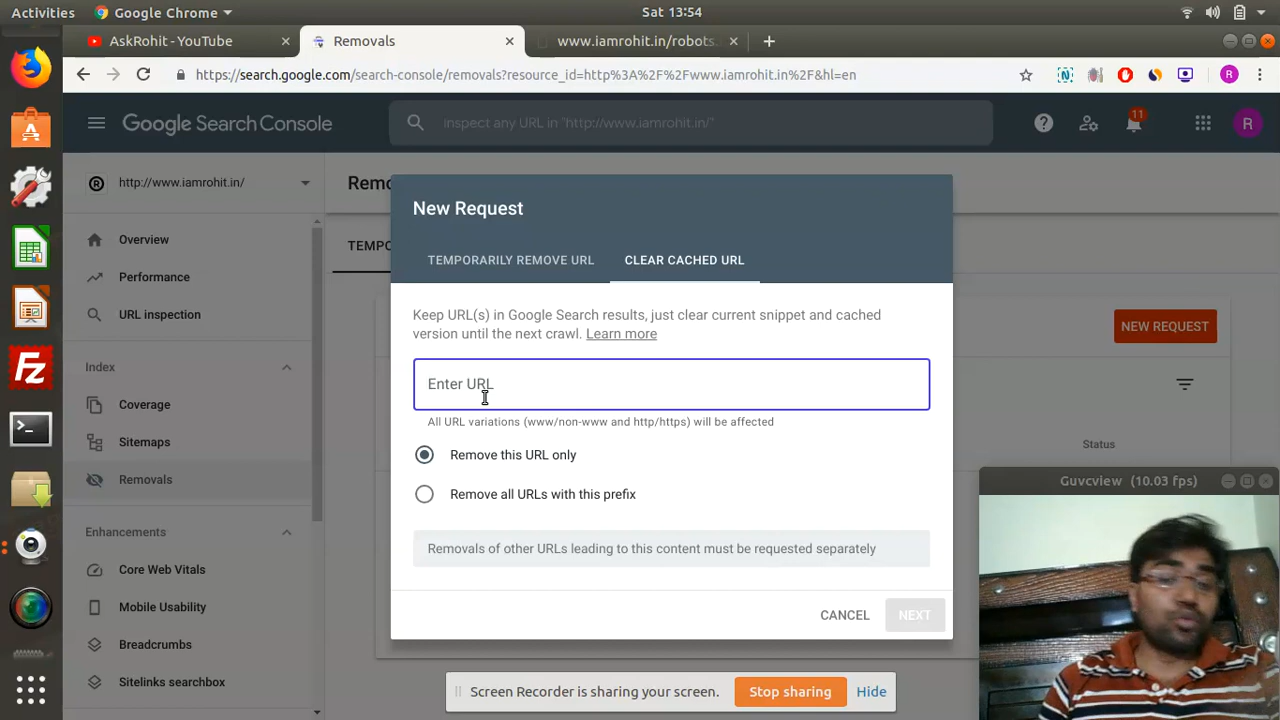 Activities
Google Chrome
Sat 13:54
AskRohit - YouTube
Removals
www.iamrohit.in/robots.
https://search.google.com/search-console/removals?resource_id=http%3A%2F%2Fwww.iamrohit.in%2F&hl=en
R
Google Search Console
Inspect any URL in "http://www.iamrohit.in/"
11
R
R
http://www.iamrohit.in/
Remo
New Request
Overview
TEMPO
TEMPORARILY REMOVE URL
CLEAR CACHED URL
Performance
URL inspection
Keep URL(s) in Google Search results, just clear current snippet and cached
version until the next crawl. Learn more
NEW REQUEST
Index
Enter URL
Coverage
All URL variations (www/non-www and http/https) will be affected
Sitemaps
Status
Remove this URL only
Removals
Guvcview (10.03 fps)
Remove all URLs with this prefix
Enhancements
Removals of other URLs leading to this content must be requested separately
Core Web Vitals
Mobile Usability
CANCEL
NEXT
Breadcrumbs
Sitelinks searchbox
Screen Recorder is sharing your screen.
Stop sharing
Hide